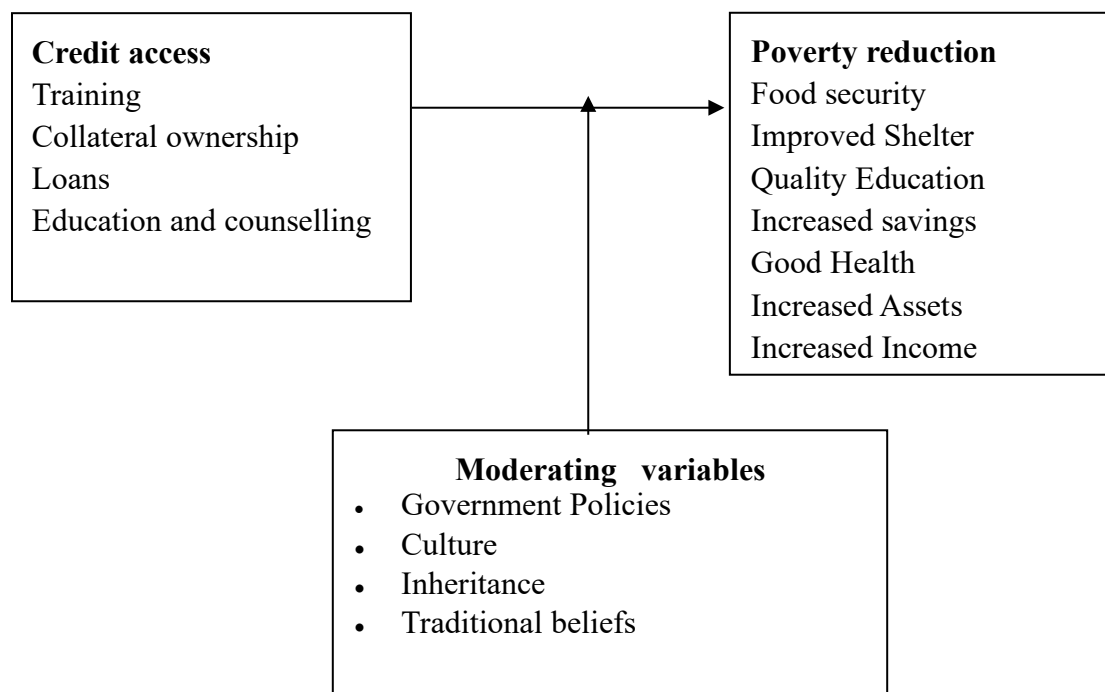 Credit access
Training
Collateral ownership
Loans
Education and counselling
Poverty reduction
Food security
Improved Shelter
Quality Education
Increased savings
Good Health
Increased Assets
Increased Income
Moderating variables
• Government Policies
• Culture
• Inheritance
• Traditional beliefs